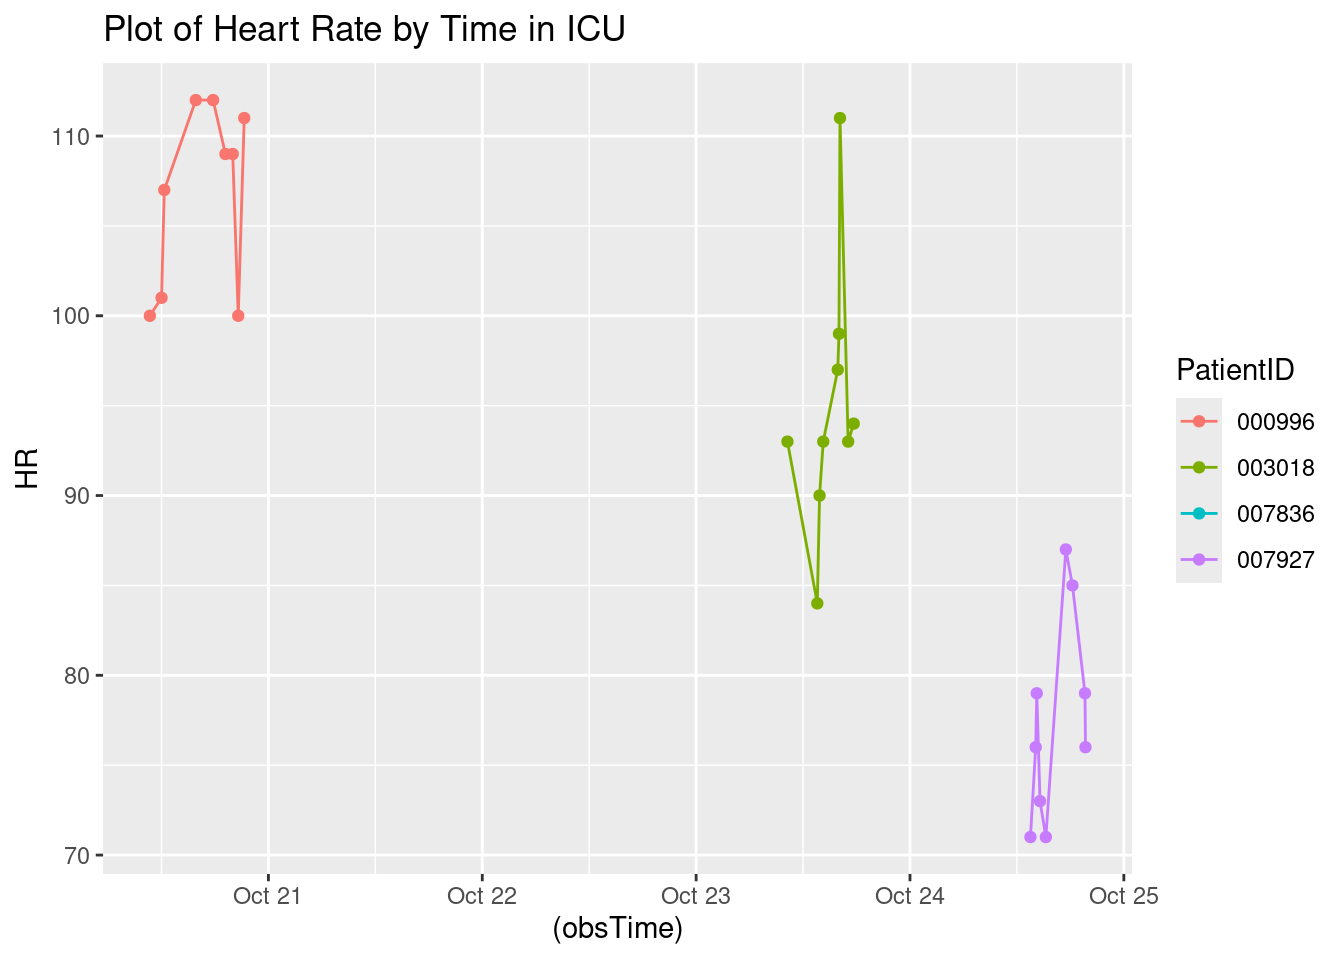 Plot of Heart Rate by Time in ICU
110
100
90
80
70
HR
Oct 21
Oct 22
Oct 23
Oct 24
Oct 25
(obsTime)
PatientID
000996
003018
007836
007927